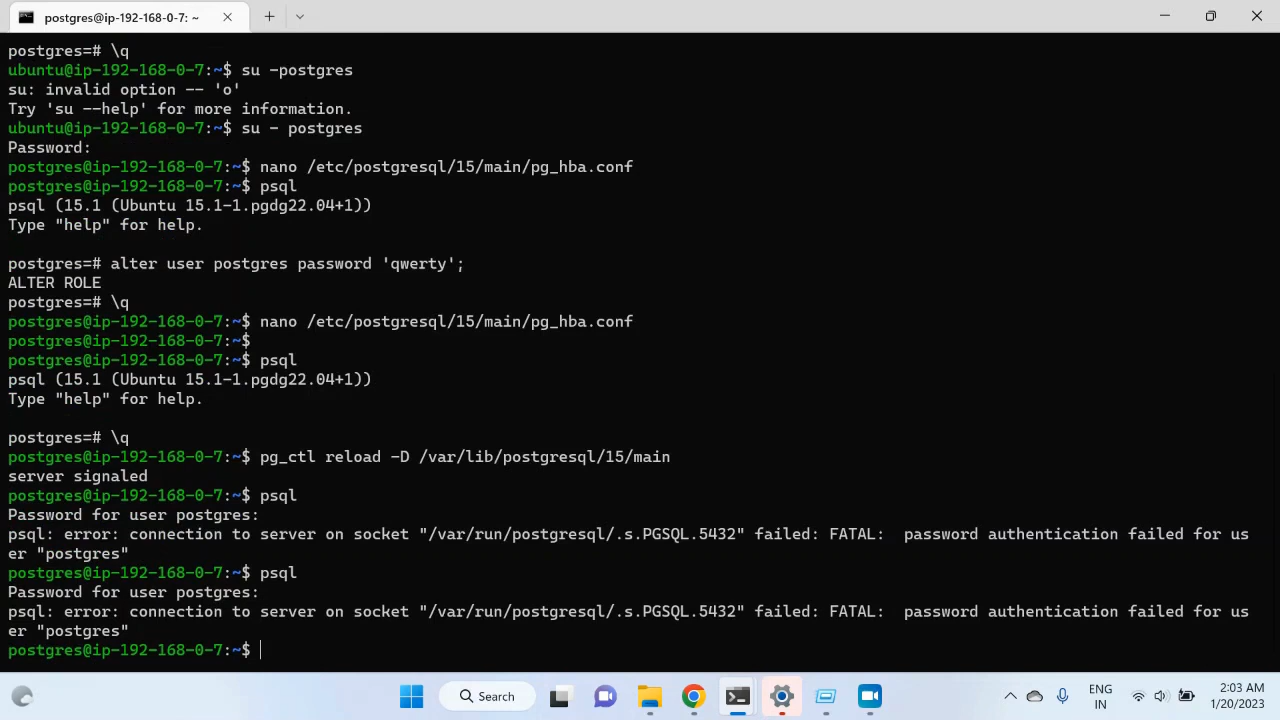 postgres@ip-192-168-0-7: ~
postgres=# \q
ubuntu@ip-192-168-0-7:~$ su -postgres
su: invalid option -- 'o'
Try 'su --help' for more information.
ubuntu@ip-192-168-0-7:~$ su - postgres
Password:
postgres@ip-192-168-0-7:~$ nano /etc/postgresql/15/main/pg_hba.conf
postgres@ip-192-168-0-7:~$ psql
psql (15.1 (Ubuntu 15.1-1.pgdg22.04+1))
Type "help" for help.
postgres=# alter user postgres password 'qwerty';
ALTER ROLE
postgres=# \q
postgres@ip-192-168-0-7:~$ nano /etc/postgresql/15/main/pg_hba.conf
postgres@ip-192-168-0-7:~$
postgres@ip-192-168-0-7:~$ psql
psql (15.1 (Ubuntu 15.1-1.pgdg22.04+1))
Type "help" for help.
postgres=# \q
postgres@ip-192-168-0-7:~$ pg_ctl reload -D /var/lib/postgresql/15/main
server signaled
postgres@ip-192-168-0-7:~$ psql
Password for user postgres:
psql: error: connection to server on socket "/var/run/postgresql/.s.PGSQL.5432" failed: FATAL:  password authentication failed for us
er "postgres"
postgres@ip-192-168-0-7:~$ psql
Password for user postgres:
psql: error: connection to server on socket "/var/run/postgresql/.s.PGSQL.5432" failed: FATAL:  password authentication failed for us
er "postgres"
postgres@ip-192-168-0-7:~$
Search
ENG
IN
2:03 AM
1/20/2023